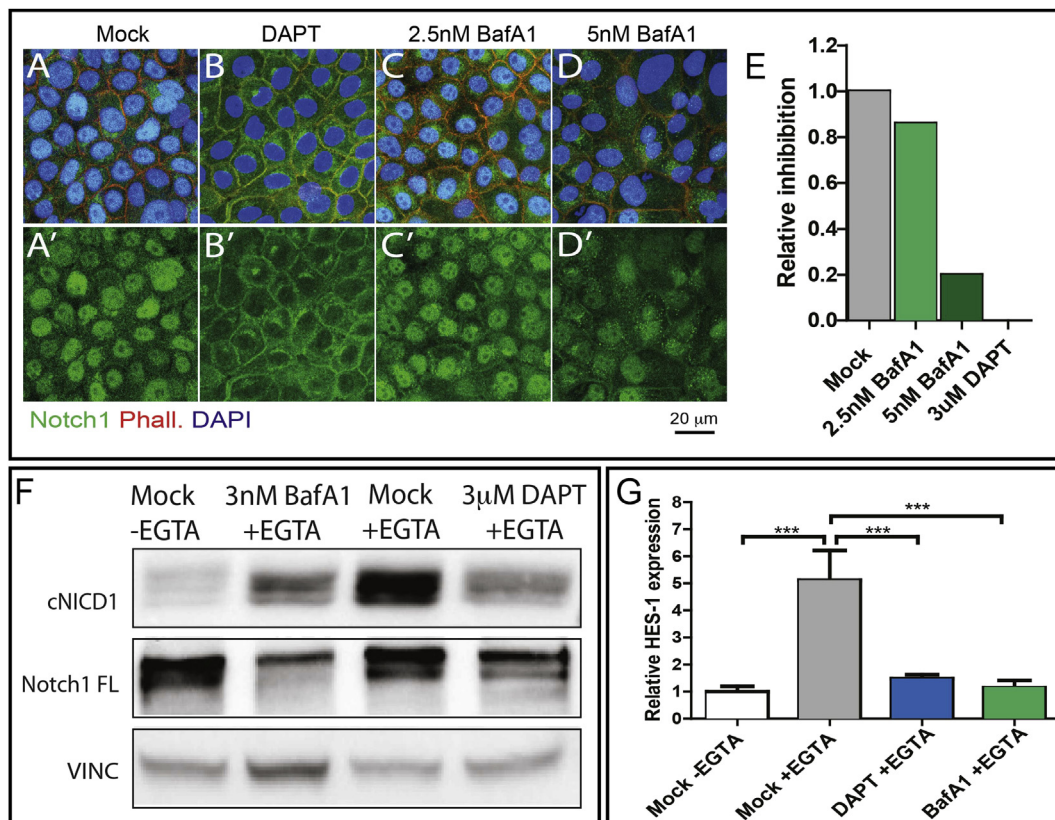 Mock DAPT 2.5nM BafA1 5nM BafA1
A B C D
A' B' C' D'
Notch1 Phall. DAPI
20 μm
E
Relative inhibibition
1.2
1.0
0.8
0.6
0.4
0.2
0.0
Mock
2.5nM BafA1
5nM BafA1
3uM DAPT
F
Mock 3nM BafA1 Mock 3μM DAPT
-EGTA +EGTA +EGTA +EGTA
cNICD1
Notch1 FL
VINC
G
Relative HES-1 expression
8
7
6
5
4
3
2
1
0
***
*** ***
Mock -EGTA
Mock +EGTA
DAPT +EGTA
BafA1 +EGTA